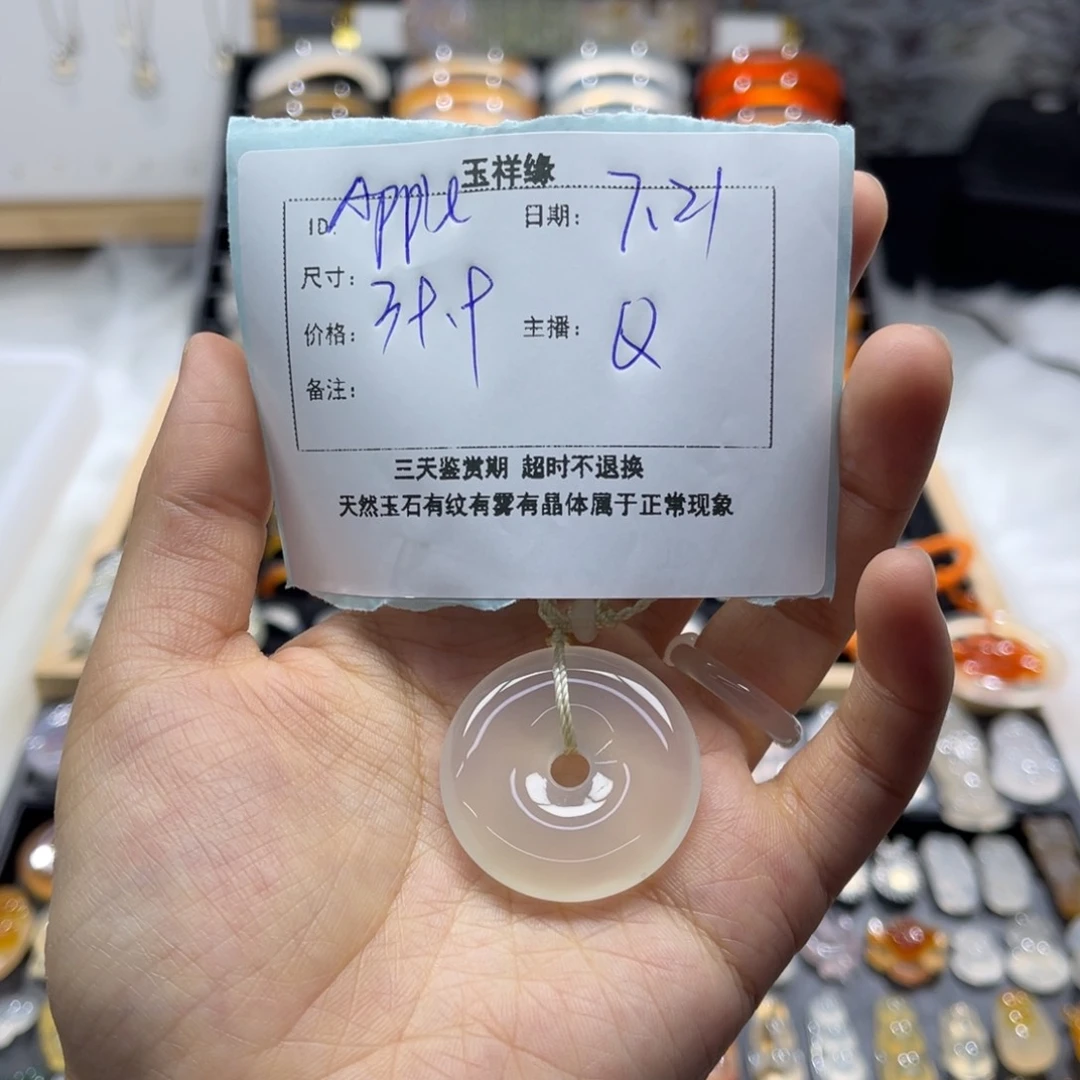 玉祥缘
ID: Apple 日期: 7.21
尺寸:
价格: 主播: Q
备注:
三天鉴赏期 超时不退换
天然玉石有纹有雾有晶体属于正常现象